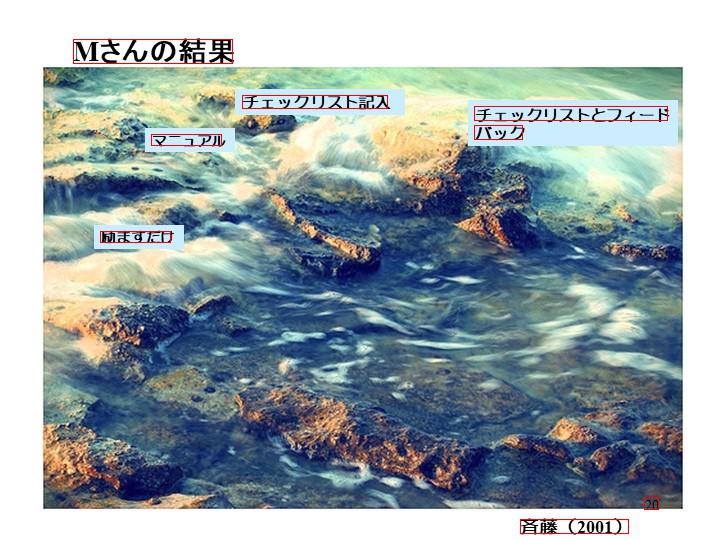 Mさんの結果
チェックリスト記入
チェックリストとフィード
バック
マニュアル
励ますだけ
20
斉藤（2001）